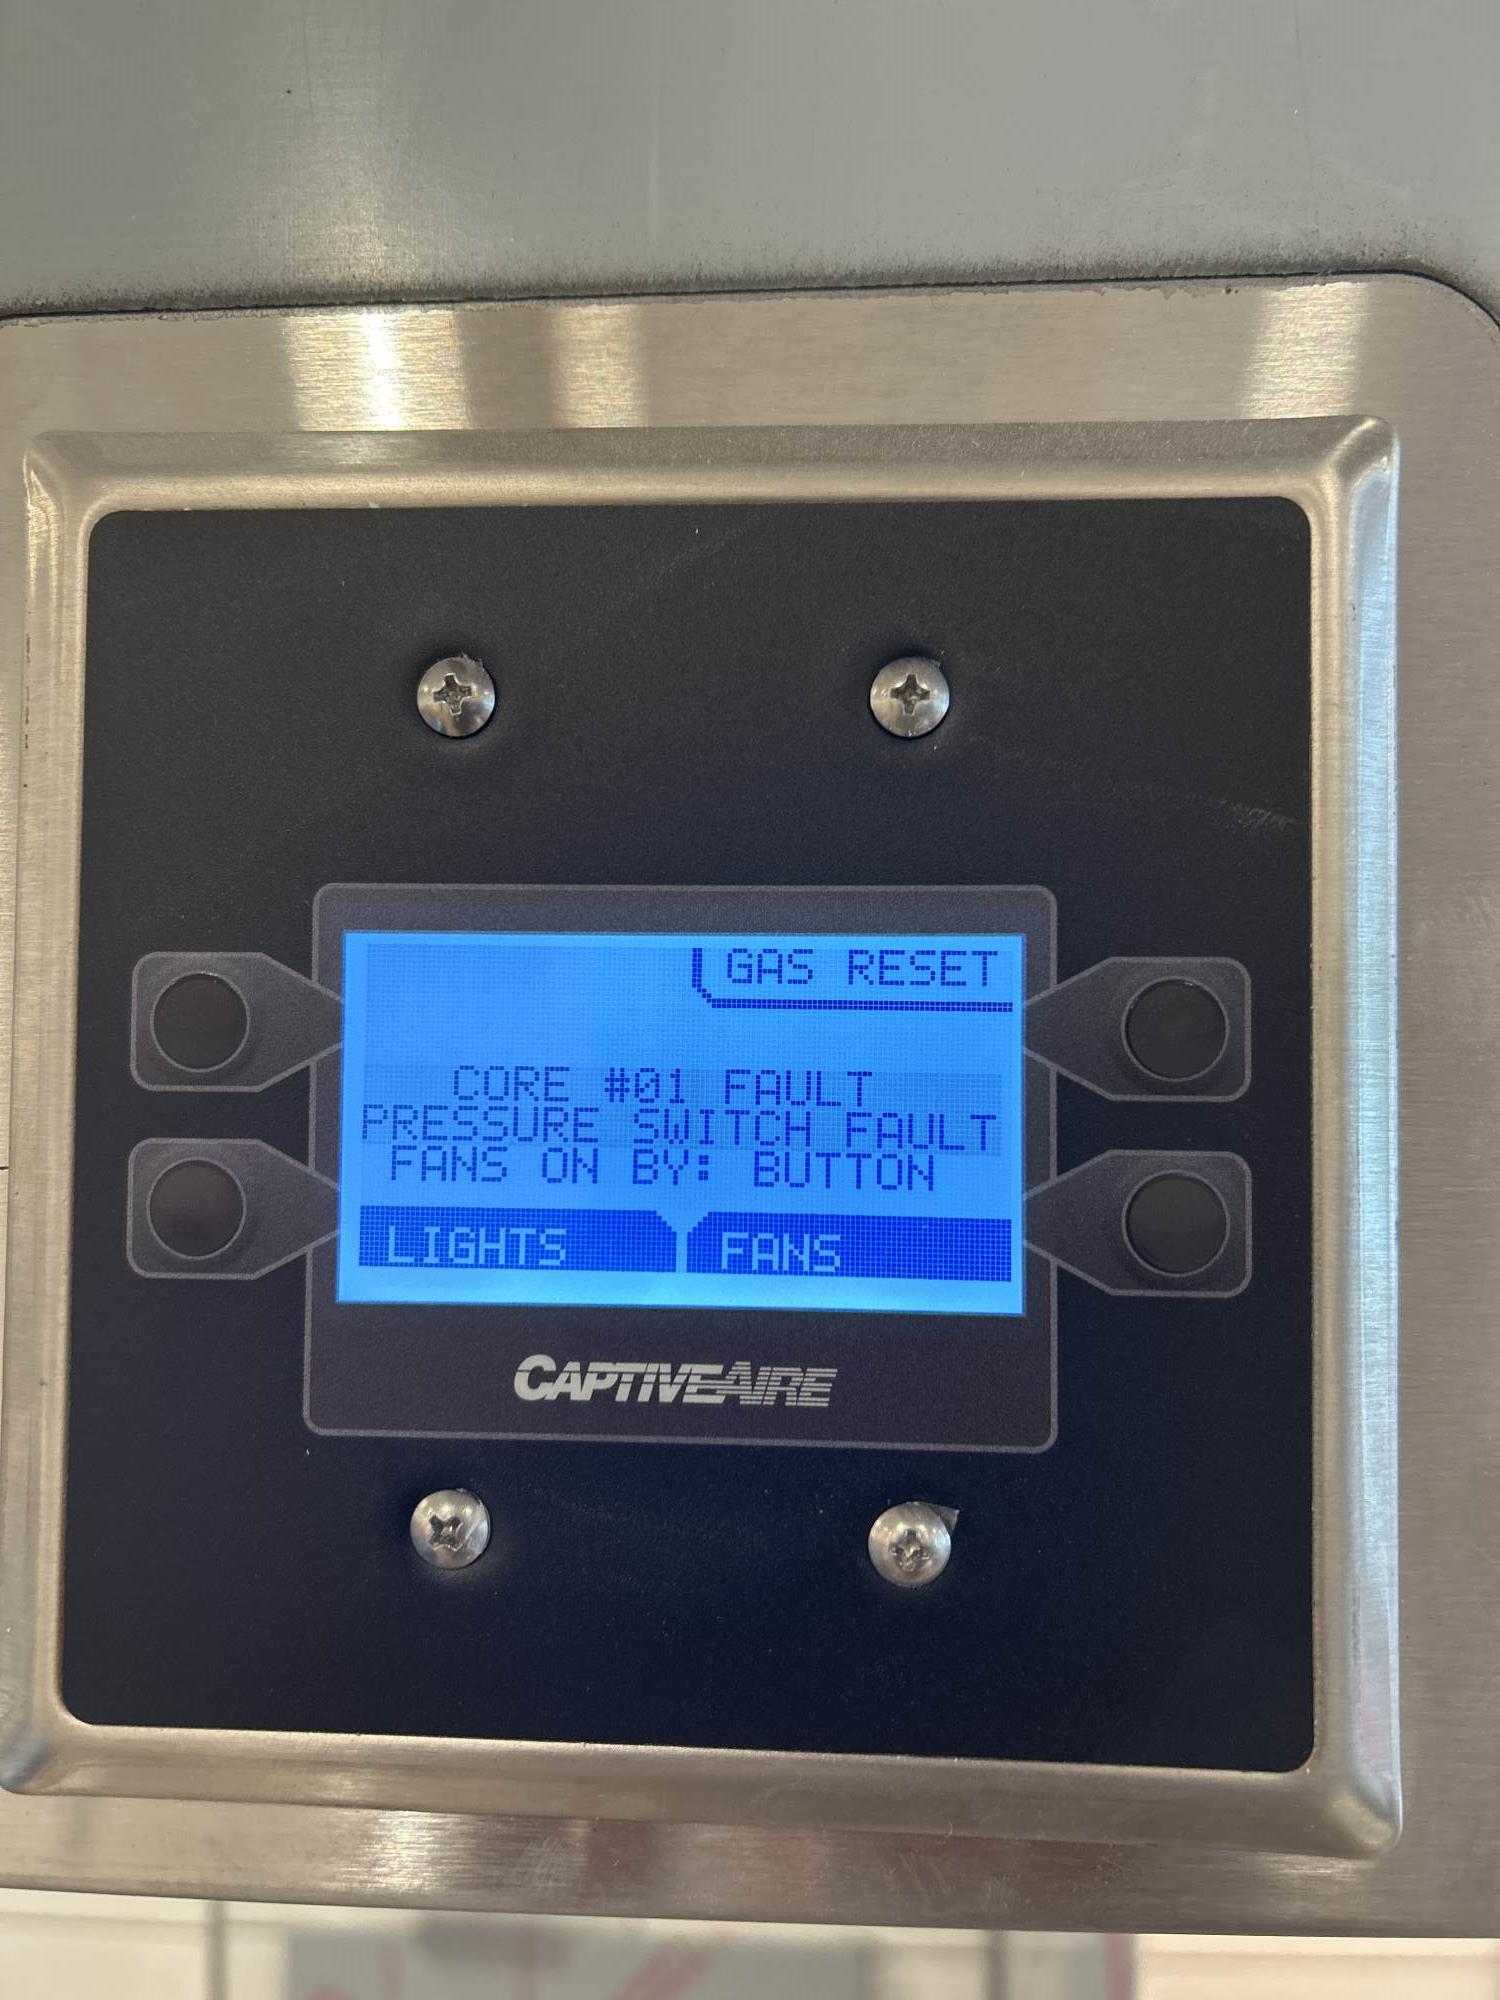 GAS RESET
CORE #01 FAULT
PRESSURE SWITCH FAULT
FANS ON BY: BUTTON
LIGHTS FANS
CAPTIVEAIRE